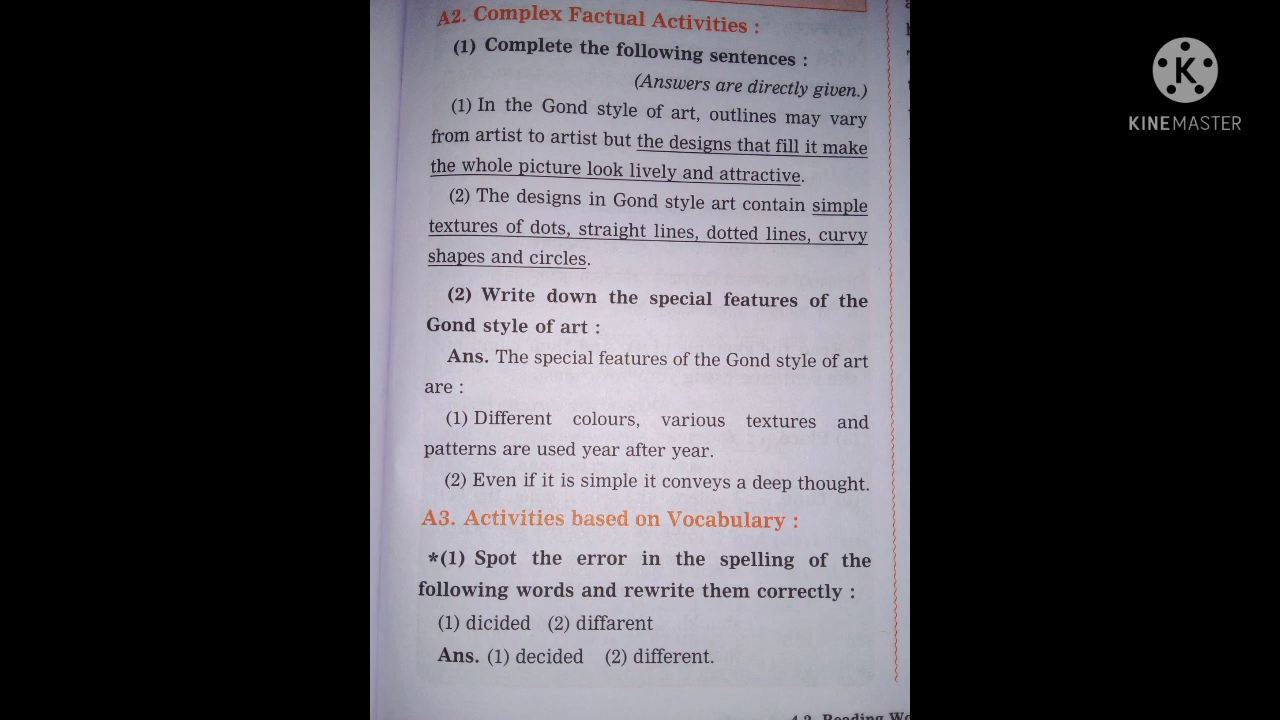 A2. Complex Factual Activities :
(1) Complete the following sentences :
(Answers are directly given.)
(1) In the Gond style of art, outlines may vary
from artist to artist but the designs that fill it make
the whole picture look lively and attractive.
(2) The designs in Gond style art contain simple
textures of dots, straight lines, dotted lines, curvy
shapes and circles.
(2) Write down the special features of the
Gond style of art :
Ans. The special features of the Gond style of art
are :
(1) Different colours, various textures and
patterns are used year after year.
(2) Even if it is simple it conveys a deep thought.
A3. Activities based on Vocabulary :
*(1) Spot the error in the spelling of the
following words and rewrite them correctly :
(1) dicided (2) diffarent
Ans. (1) decided (2) different.
K
KINEMASTER